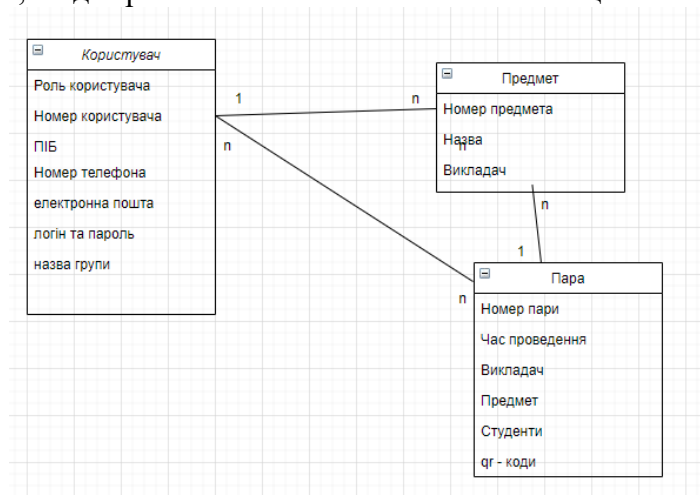 Користувач
Роль користувача
Номер користувача
ПІБ
Номер телефона
електронна пошта
логін та пароль
назва групи
1
n
n
Предмет
Номер предмета
Назва
n
Викладач
n
1
n
Пара
Номер пари
Час проведення
Викладач
Предмет
Студенти
qr - коди